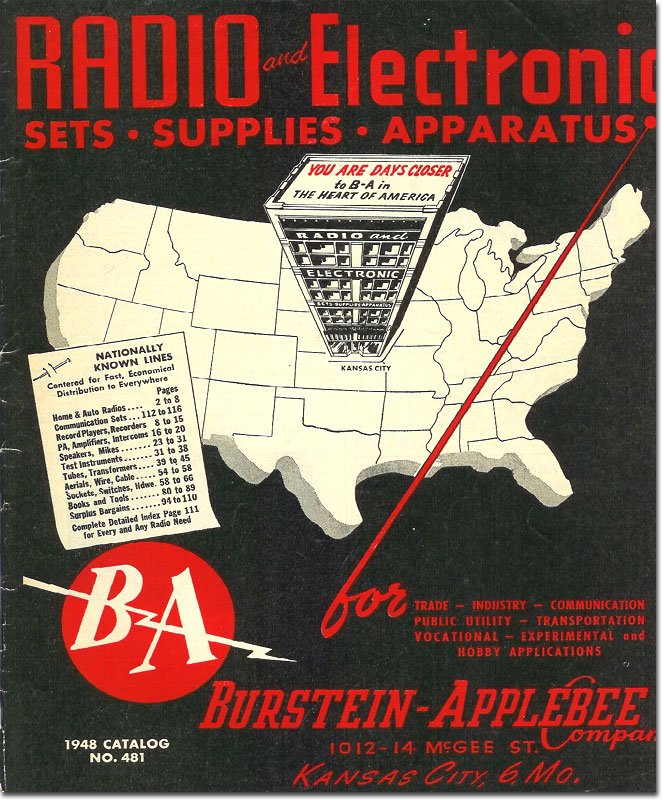 RADIO and Electronic
SETS • SUPPLIES • APPARATUS •
YOU ARE DAYS CLOSER
to B-A in
THE HEART OF AMERICA
RADIO and
ELECTRONIC
SETS SUPPLIES APPARATUS
KANSAS CITY
NATIONALLY
KNOWN LINES
Centered for Fast, Economical
Distribution to Everywhere
Pages
Home & Auto Radios .... 2 to 8
Communication Sets ... 112 to 116
Record Players, Recorders 8 to 15
PA, Amplifiers, Intercoms 16 to 20
Speakers, Mikes ........ 23 to 31
Test Instruments ....... 31 to 38
Tubes, Transformers .... 39 to 45
Aerials, Wire, Cable .... 54 to 58
Sockets, Switches, Hdwe. 58 to 66
Books and Tools ........ 80 to 89
Surplus Bargains ....... 94 to 110
Complete Detailed Index Page 111
for Every and Any Radio Need
B-A
for
TRADE – INDUSTRY – COMMUNICATION
PUBLIC UTILITY – TRANSPORTATION
VOCATIONAL – EXPERIMENTAL and
HOBBY APPLICATIONS
BURSTEIN-APPLEBEE
Compan
1012-14 McGEE ST.
KANSAS CITY, 6, MO.
1948 CATALOG
NO. 481